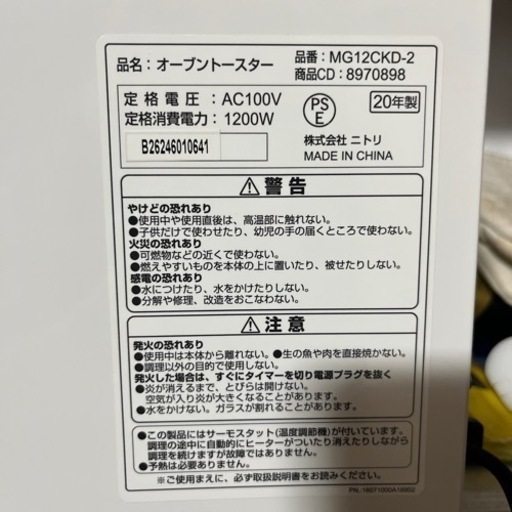 品名：オーブントースター
品番： MG12CKD-2
商品CD：8970898
定格電圧：AC100V
定格消費電力：1200W
B26246010641
PS
E
20年製
株式会社 ニトリ
MADE IN CHINA
警告
やけどの恐れあり
●使用中や使用直後は、高温部に触れない。
●子供だけで使わせたり、幼児の手の届くところで使わない。
火災の恐れあり
●可燃物などの近くで使わない。
●燃えやすいものを本体の上に置いたり、被せたりしない。
感電の恐れあり
●水につけたり、水をかけたりしない。
●分解や修理、改造をおこなわない。
注意
発火の恐れあり
●使用中は本体から離れない。●生の魚や肉を直接焼かない。
●調理以外の目的で使用しない。
発火した場合は、すぐにタイマーを切り電源プラグを抜く
●炎が消えるまで、とびらは開けない。
空気が入り炎が大きくなることがあります。
●水をかけない。ガラスが割れることがあります。
●この製品にはサーモスタット(温度調節機)が付いています。
調理の途中に自動的にヒーターがついたり消えたりしながら
調理を続けますが故障ではありません。
●予熱は必要ありません。
～ご使用まえに、必ず取扱説明書をお読みください。～